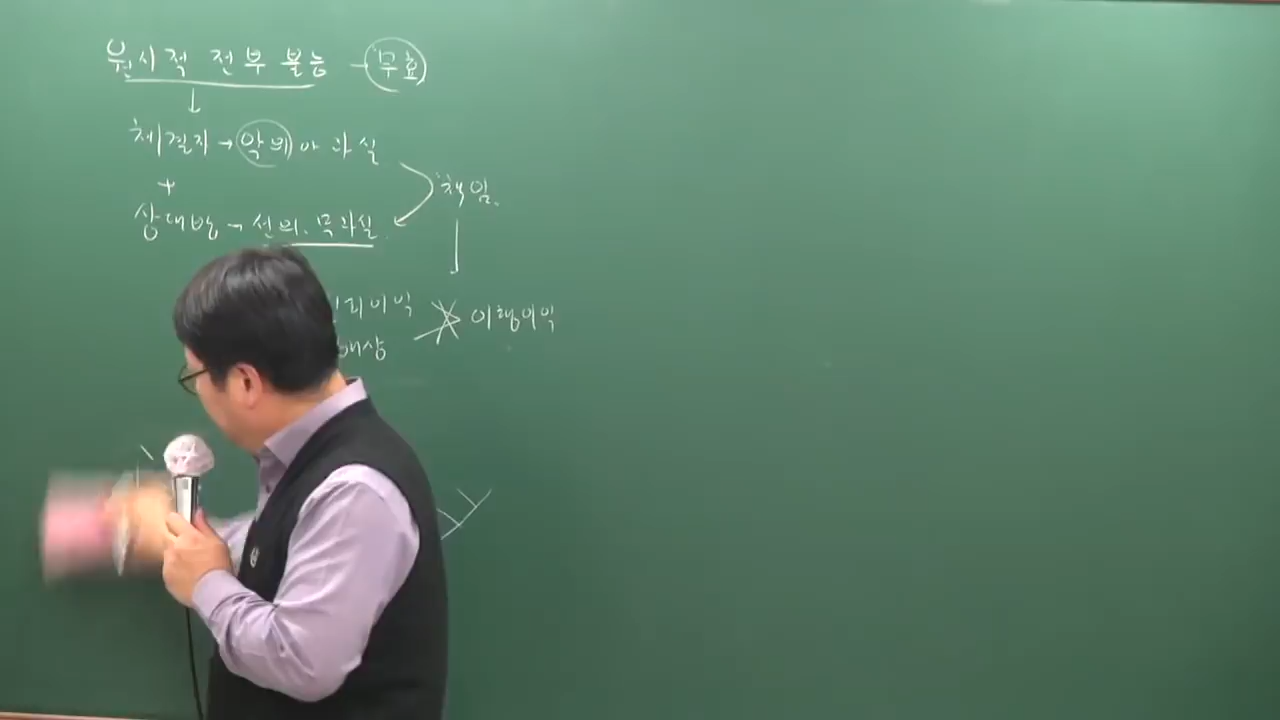 원시적 전부 불능 - 무효
↓
체결자 → 악의 or 과실
+
책임.
상대방 → 선의. 무과실.
뢰이익 이행이익
배상